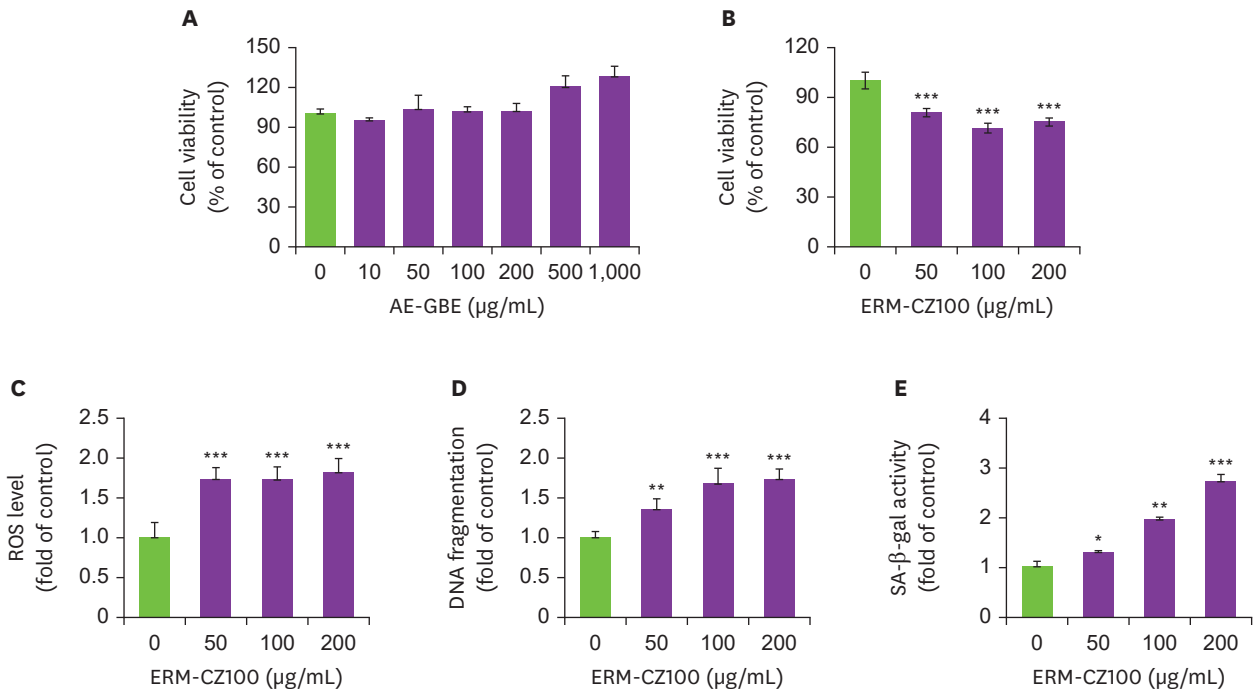 A
Cell viability
(% of control)
150
120
90
60
30
0
0 10 50 100 200 500 1,000
AE-GBE (µg/mL)
B
Cell viability
(% of control)
120
90
60
30
0
*** *** ***
0 50 100 200
ERM-CZ100 (µg/mL)
C
ROS level
(fold of control)
2.5
2.0
1.5
1.0
0.5
0
*** *** ***
0 50 100 200
ERM-CZ100 (µg/mL)
D
DNA fragmentation
(fold of control)
2.5
2.0
1.5
1.0
0.5
0
** *** ***
0 50 100 200
ERM-CZ100 (µg/mL)
E
SA-β-gal activity
(fold of control)
4
3
2
1
0
* ** ***
0 50 100 200
ERM-CZ100 (µg/mL)